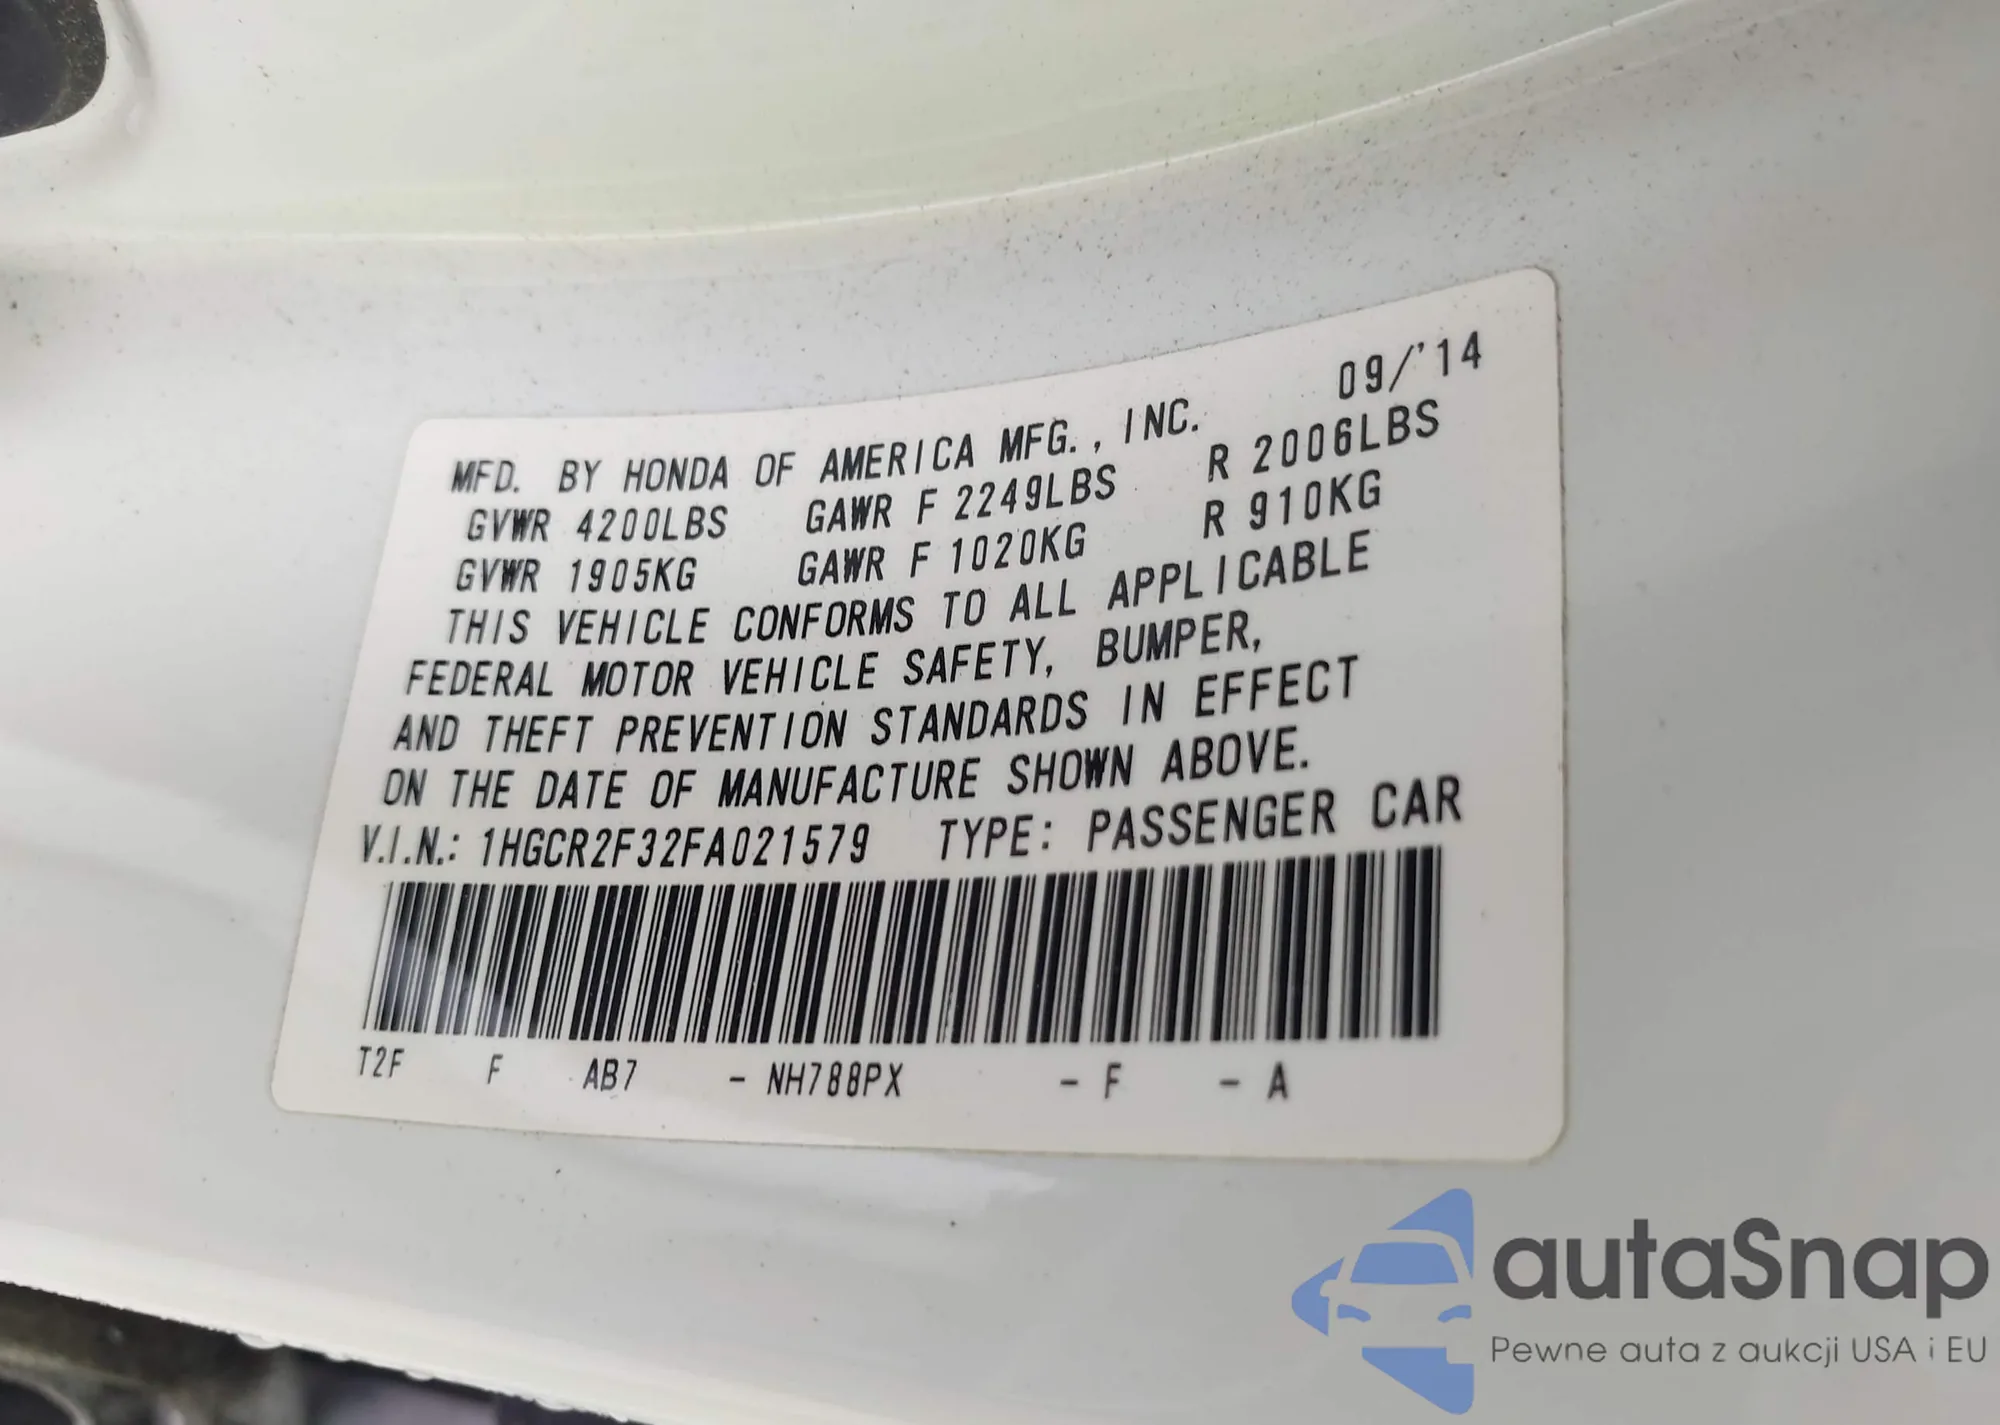 09/'14
MFD. BY HONDA OF AMERICA MFG., INC.
GVWR 4200LBS GAWR F 2249LBS R 2006LBS
GVWR 1905KG GAWR F 1020KG R 910KG
THIS VEHICLE CONFORMS TO ALL APPLICABLE
FEDERAL MOTOR VEHICLE SAFETY, BUMPER,
AND THEFT PREVENTION STANDARDS IN EFFECT
ON THE DATE OF MANUFACTURE SHOWN ABOVE.
V.I.N.: 1HGCR2F32FA021579 TYPE: PASSENGER CAR
T2F F AB7 - NH788PX - F - A
autaSnap
Pewne auta z aukcji USA i EU